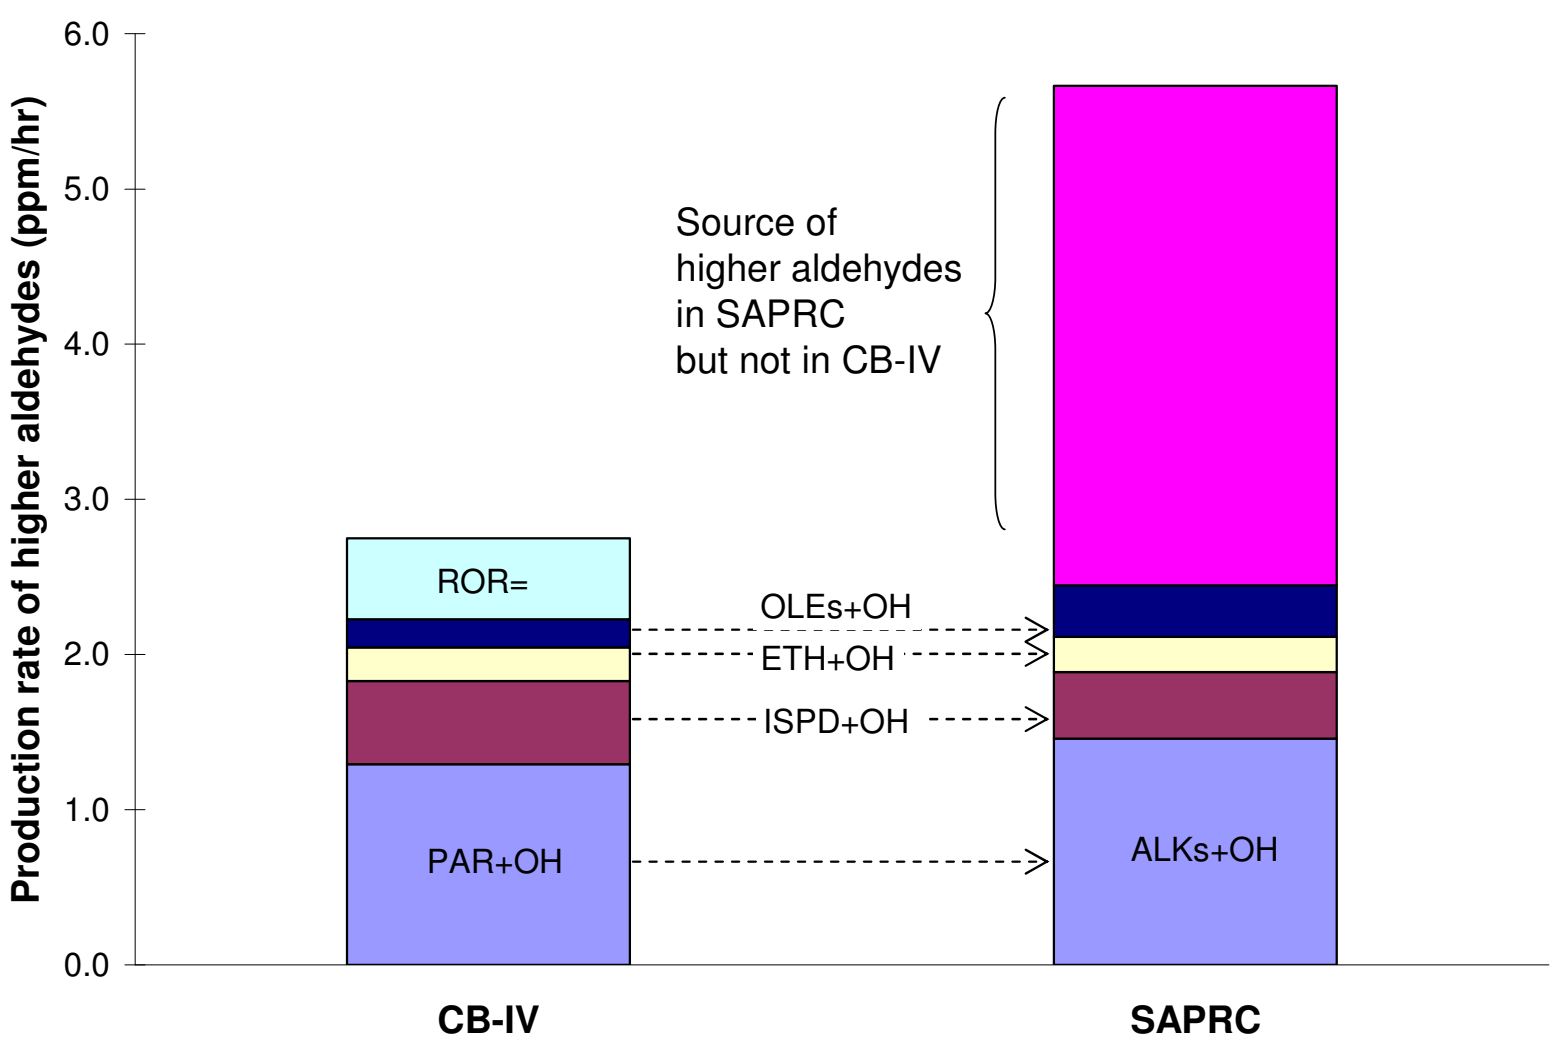 Production rate of higher aldehydes (ppm/hr)
6.0
5.0
4.0
3.0
2.0
1.0
0.0
Source of
higher aldehydes
in SAPRC
but not in CB-IV
ROR=
OLEs+OH
ETH+OH
ISPD+OH
PAR+OH
ALKs+OH
CB-IV
SAPRC